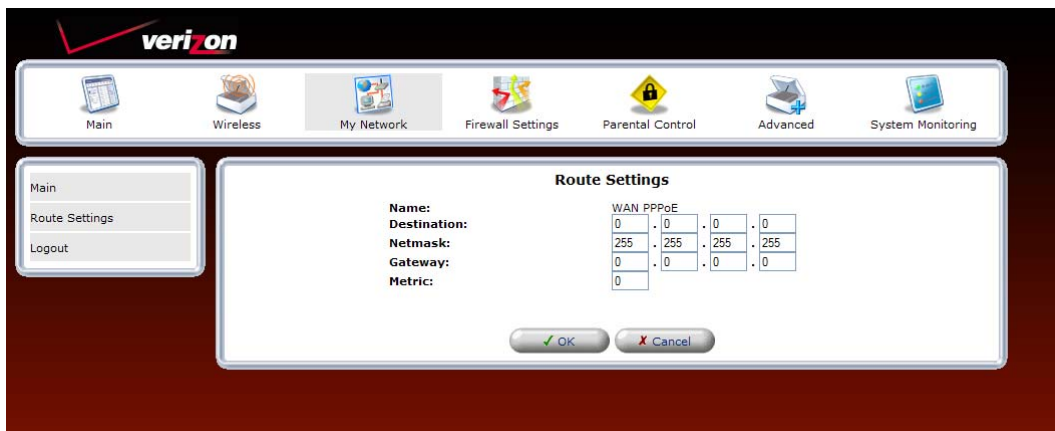 verizon
Main Wireless My Network Firewall Settings Parental Control Advanced System Monitoring
Main
Route Settings
Logout
Route Settings
Name: WAN PPPoE
Destination: 0 . 0 . 0 . 0
Netmask: 255 . 255 . 255 . 255
Gateway: 0 . 0 . 0 . 0
Metric: 0
✓ OK ✗ Cancel